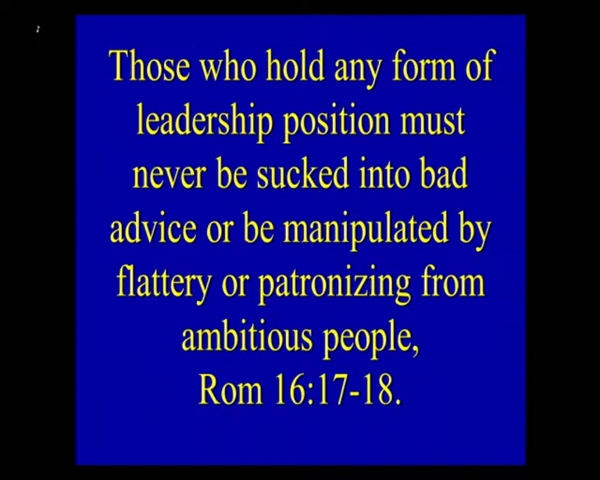 Those who hold any form of
leadership position must
never be sucked into bad
advice or be manipulated by
flattery or patronizing from
ambitious people,
Rom 16:17-18.